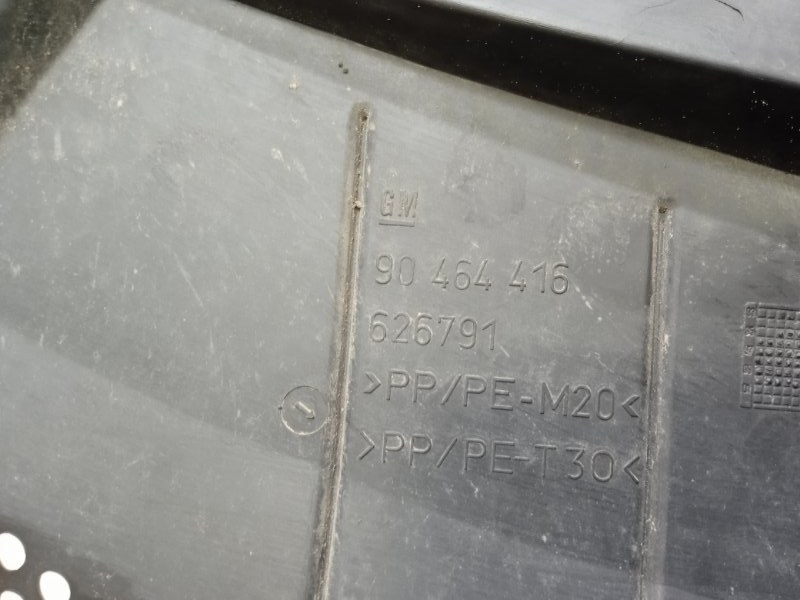 GM
90 464 416
626791
>PP/PE-M20<
>PP/PE-T30<